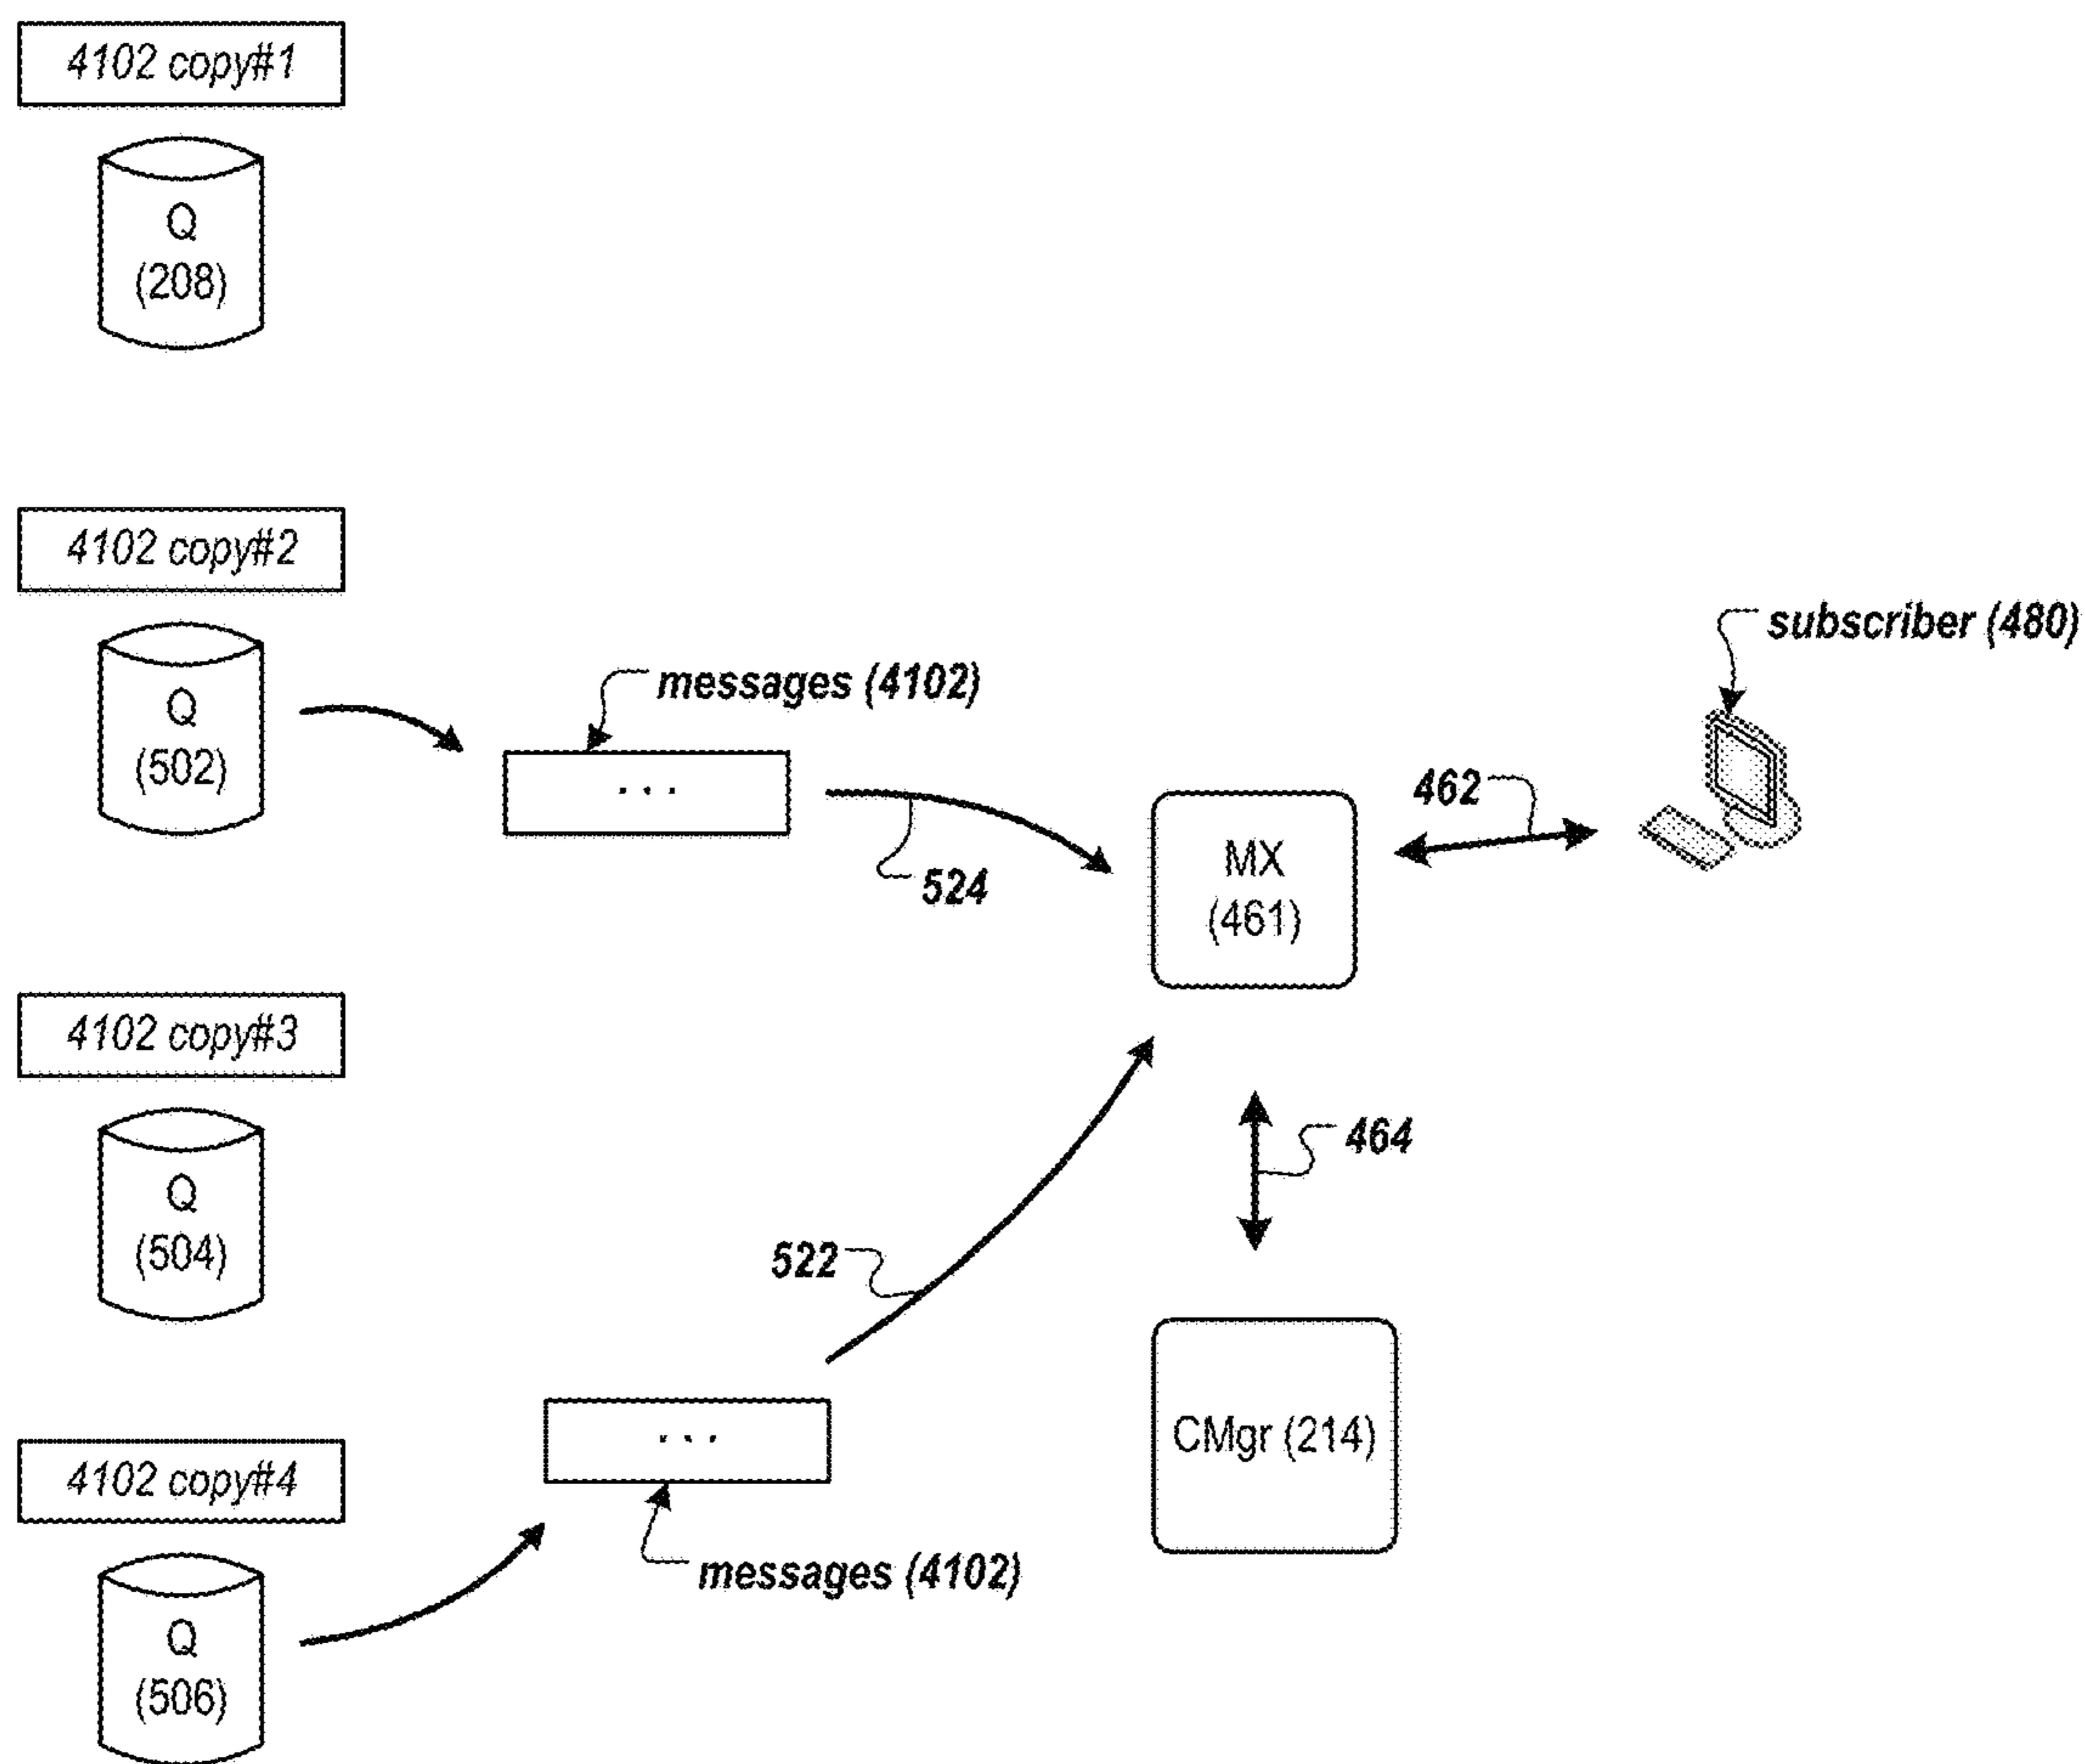 4102 copy#1
Q
(208)
4102 copy#2
Q
(502)
messages (4102)
. . .
524
subscriber (480)
462
MX
(461)
4102 copy#3
Q
(504)
464
522
CMgr (214)
. . .
messages (4102)
4102 copy#4
Q
(506)